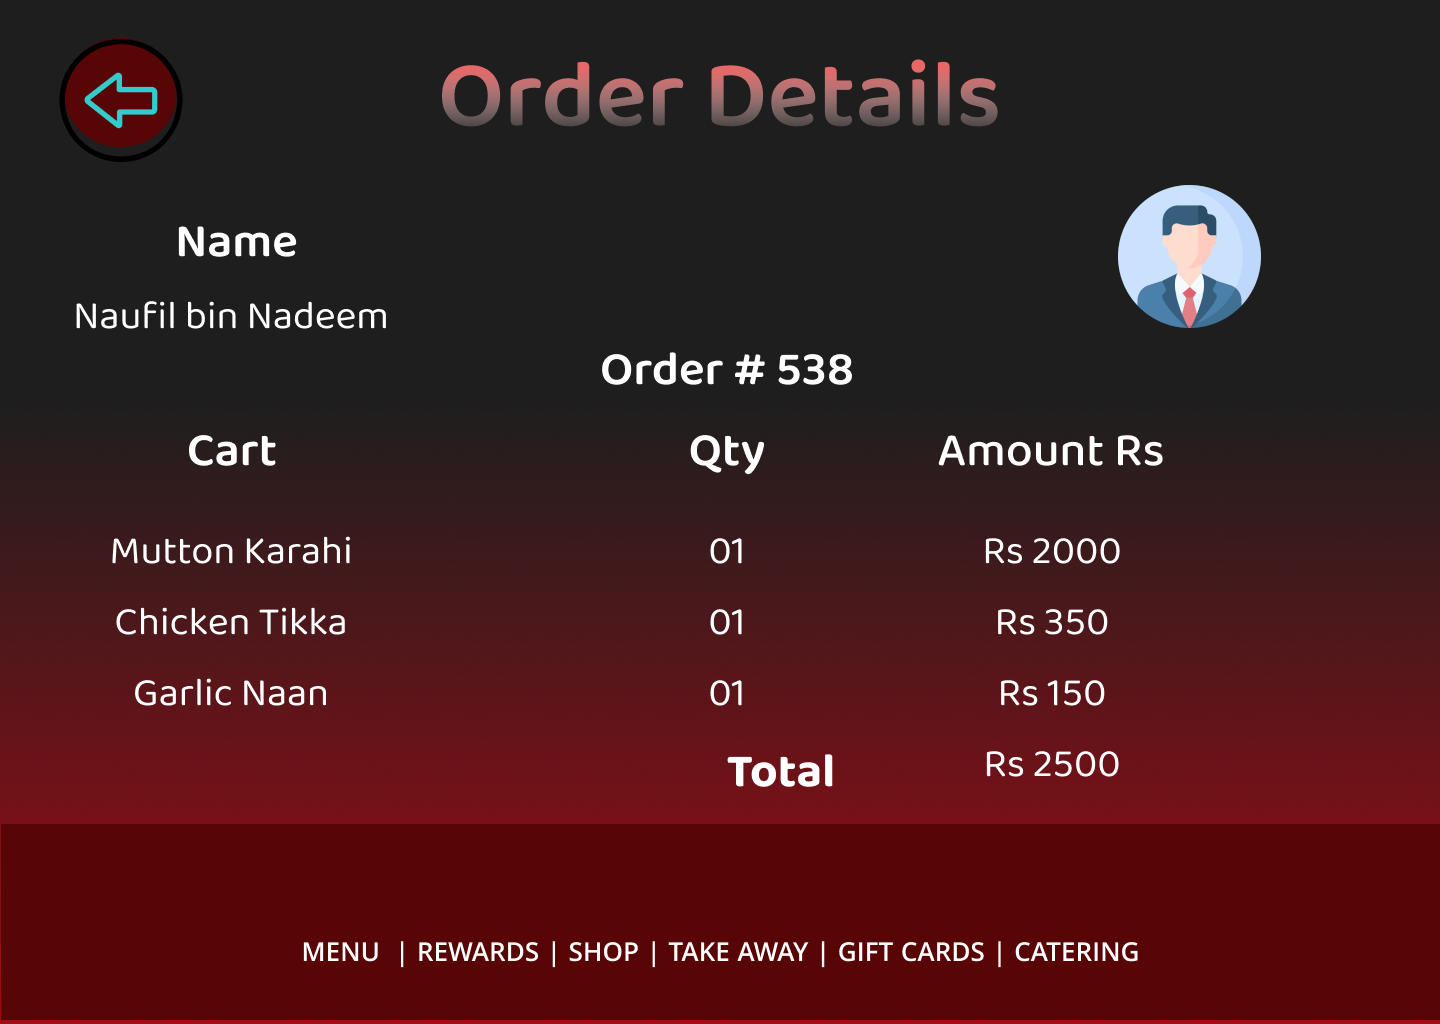 Order Details
Name
Naufil bin Nadeem
Order # 538
Cart Qty Amount Rs
Mutton Karahi 01 Rs 2000
Chicken Tikka 01 Rs 350
Garlic Naan 01 Rs 150
Total Rs 2500
MENU | REWARDS | SHOP | TAKE AWAY | GIFT CARDS | CATERING